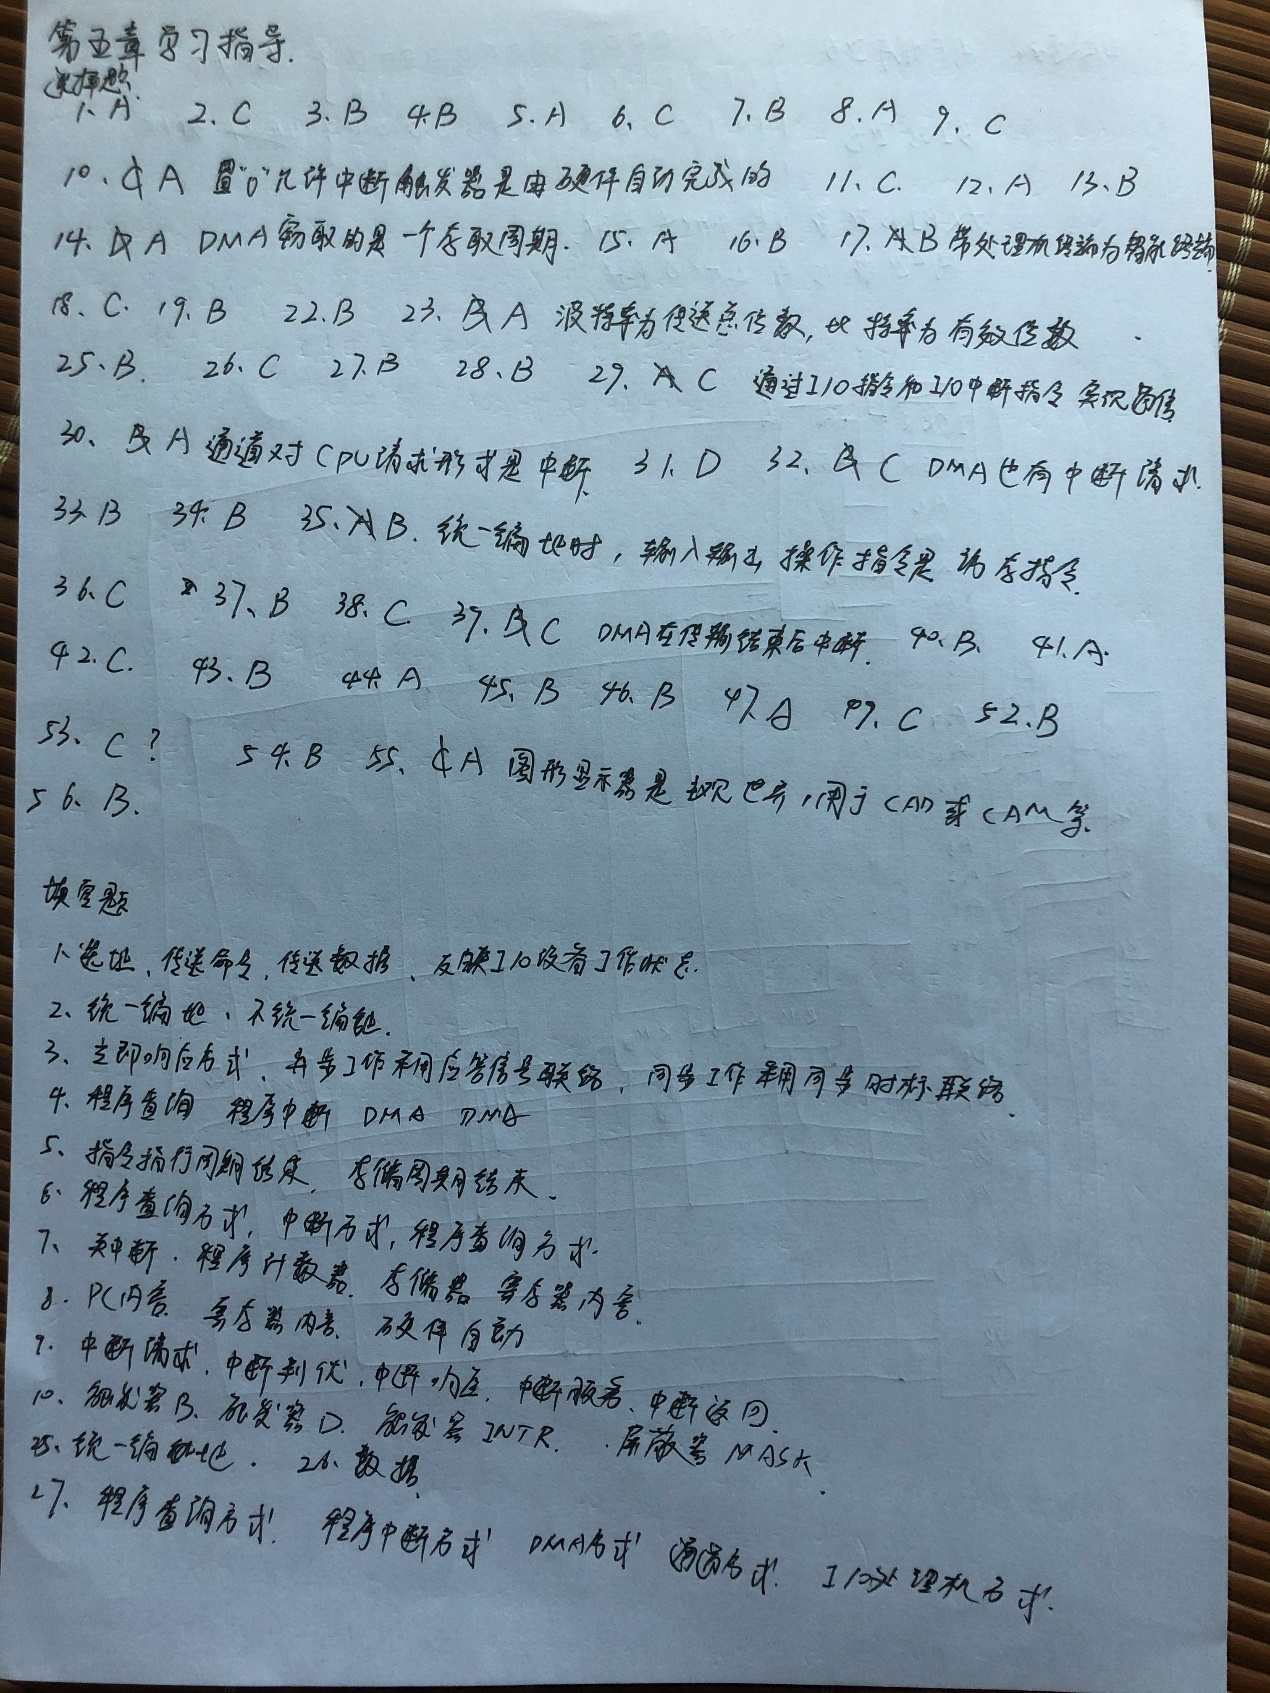 第五章学习指导.
选择题
1、A 2、C 3、B 4、B 5、A 6、C 7、B 8、A 9、C
10、A 置"0"允许中断触发器是由硬件自动完成的 11、C. 12、A 13、B
14、A DMA窃取的是一个存取周期. 15、A 16、B 17、B 带处理机终端为智能终端
18、C. 19、B 22、B 23、A 波特率为传送总位数, 比特率为有效位数
25、B. 26、C 27、B 28、B 29、C 通过I/O指令和I/O中断指令实现通信
30、A 通道对CPU请求形式是中断. 31、D 32、C DMA也有中断请求.
33、B 34、B 35、B. 统一编址时, 输入输出操作指令是访存指令.
36、C 37、B 38、C. 39、C DMA在传输结束后中断. 40、B. 41、A.
42、C. 43、B 44、A 45、B 46、B 47、A 49、C 52、B
53、C? 54、B 55、A 图形显示器是, 用于CAD或CAM等.
56、B.
填空题
1、选址、传送命令、传送数据、反映I/O设备工作状态.
2、统一编址、不统一编址.
3、立即响应方式、异步工作采用应答信号联络、同步工作采用同步时标联络.
4、程序查询 程序中断 DMA DMA
5、指令执行周期结束、存储周期结束.
6、程序查询方式, 中断方式, 程序查询方式.
7、关中断、程序计数器、存储器 寄存器内容.
8、PC内容、寄存器内容、硬件自动
9、中断请求、中断判优、中断响应、中断服务、中断返回.
10、触发器B、触发器D、触发器INTR、屏蔽器MASK.
25、统一编址. 26、数据
27、程序查询方式、程序中断方式 DMA方式 通道方式、I/O处理机方式.